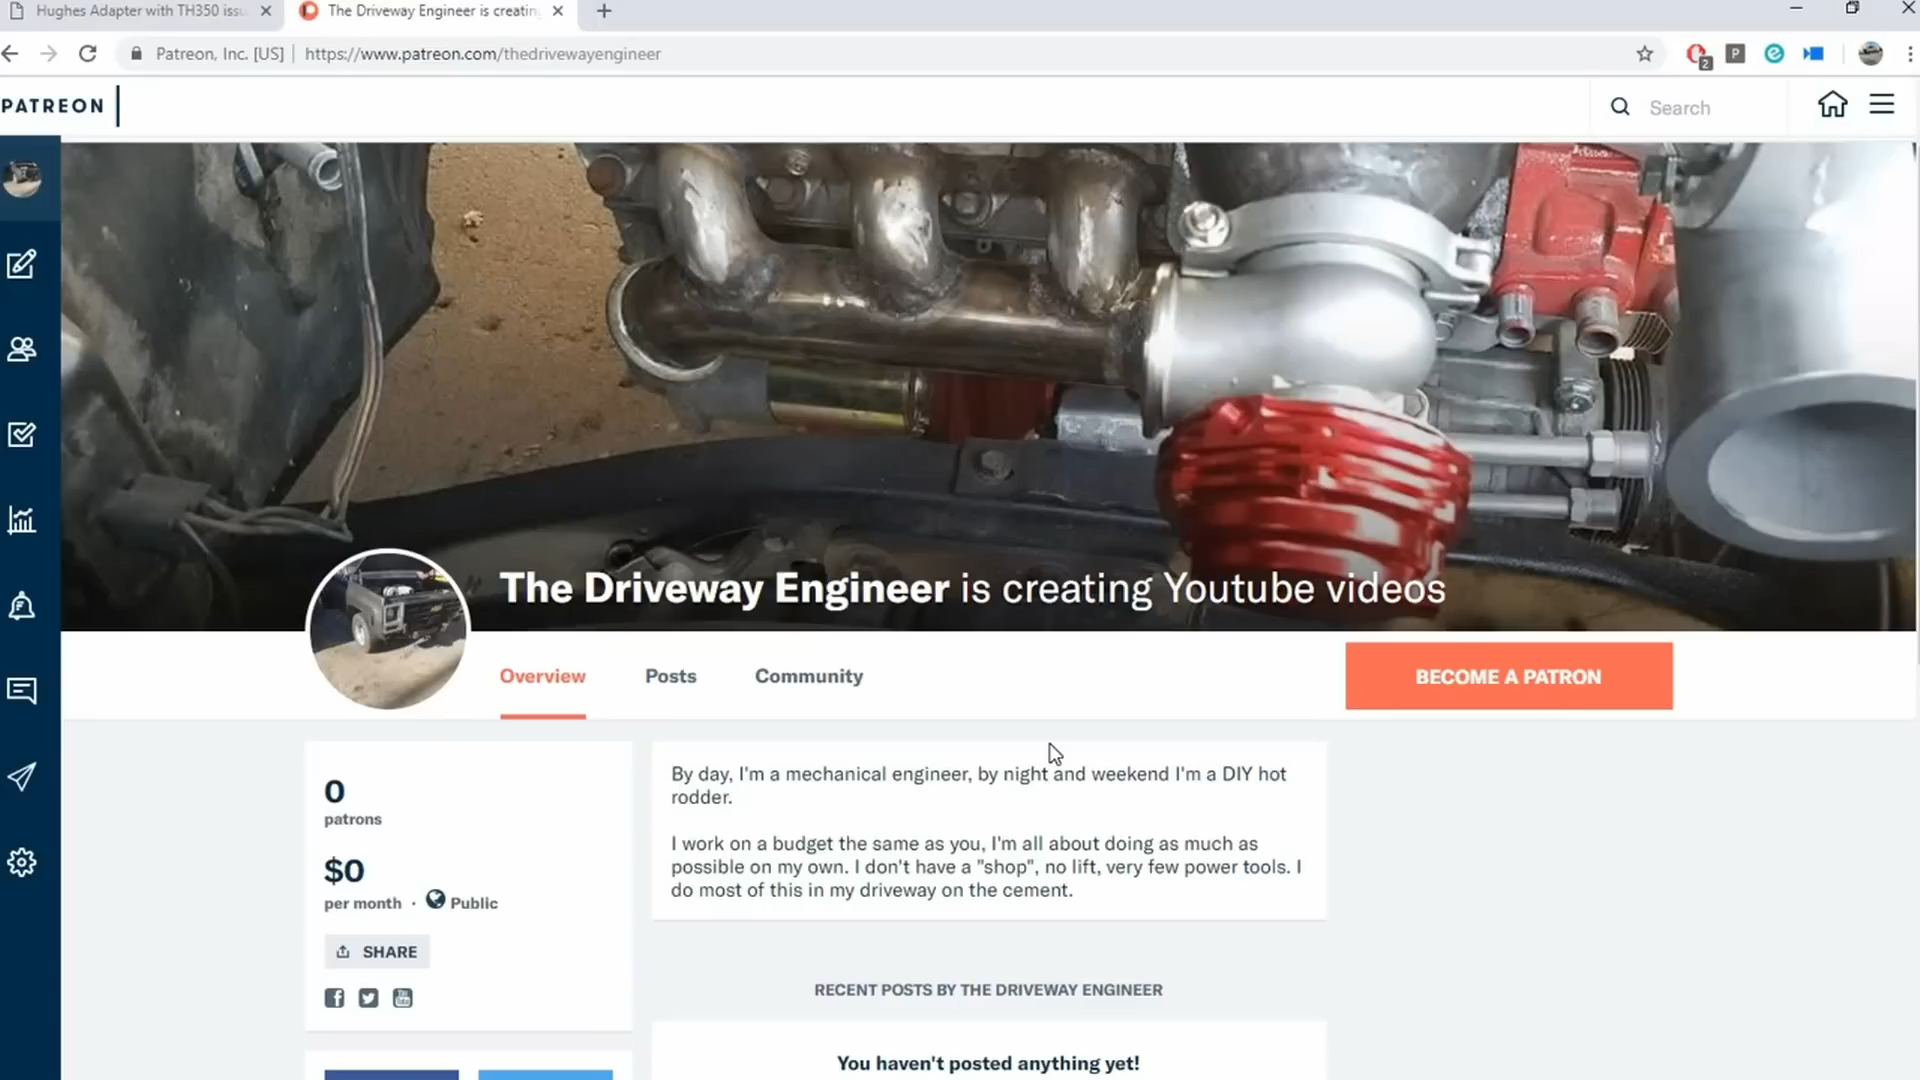 Hughes Adapter with TH350 issu
The Driveway Engineer is creatin
Patreon, Inc. [US] | https://www.patreon.com/thedrivewayengineer
2
P
PATREON
Search
The Driveway Engineer is creating Youtube videos
Overview
Posts
Community
BECOME A PATRON
0
patrons
$0
per month · Public
SHARE
By day, I'm a mechanical engineer, by night and weekend I'm a DIY hot
rodder.
I work on a budget the same as you, I'm all about doing as much as
possible on my own. I don't have a "shop", no lift, very few power tools. I
do most of this in my driveway on the cement.
RECENT POSTS BY THE DRIVEWAY ENGINEER
You haven't posted anything yet!